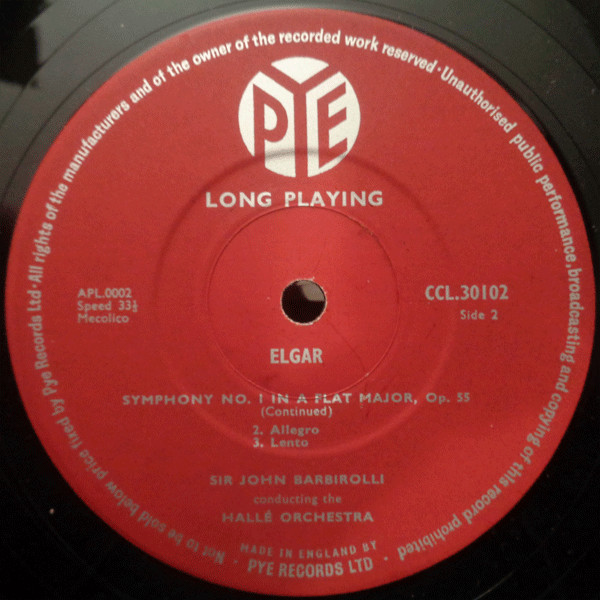 All rights of the manufacturers and of the owner of the recorded work reserved · Unauthorised public performance, broadcasting and copying of this record prohibited
PYE
LONG PLAYING
APL.0002
Speed 33⅓
Mecolico
CCL.30102
Side 2
ELGAR
SYMPHONY NO. 1 IN A FLAT MAJOR, Op. 55
(Continued)
2. Allegro
3. Lento
SIR JOHN BARBIROLLI
conducting the
HALLÉ ORCHESTRA
MADE IN ENGLAND BY
· PYE RECORDS LTD ·
Not to be sold below price fixed by Pye Records Ltd ·